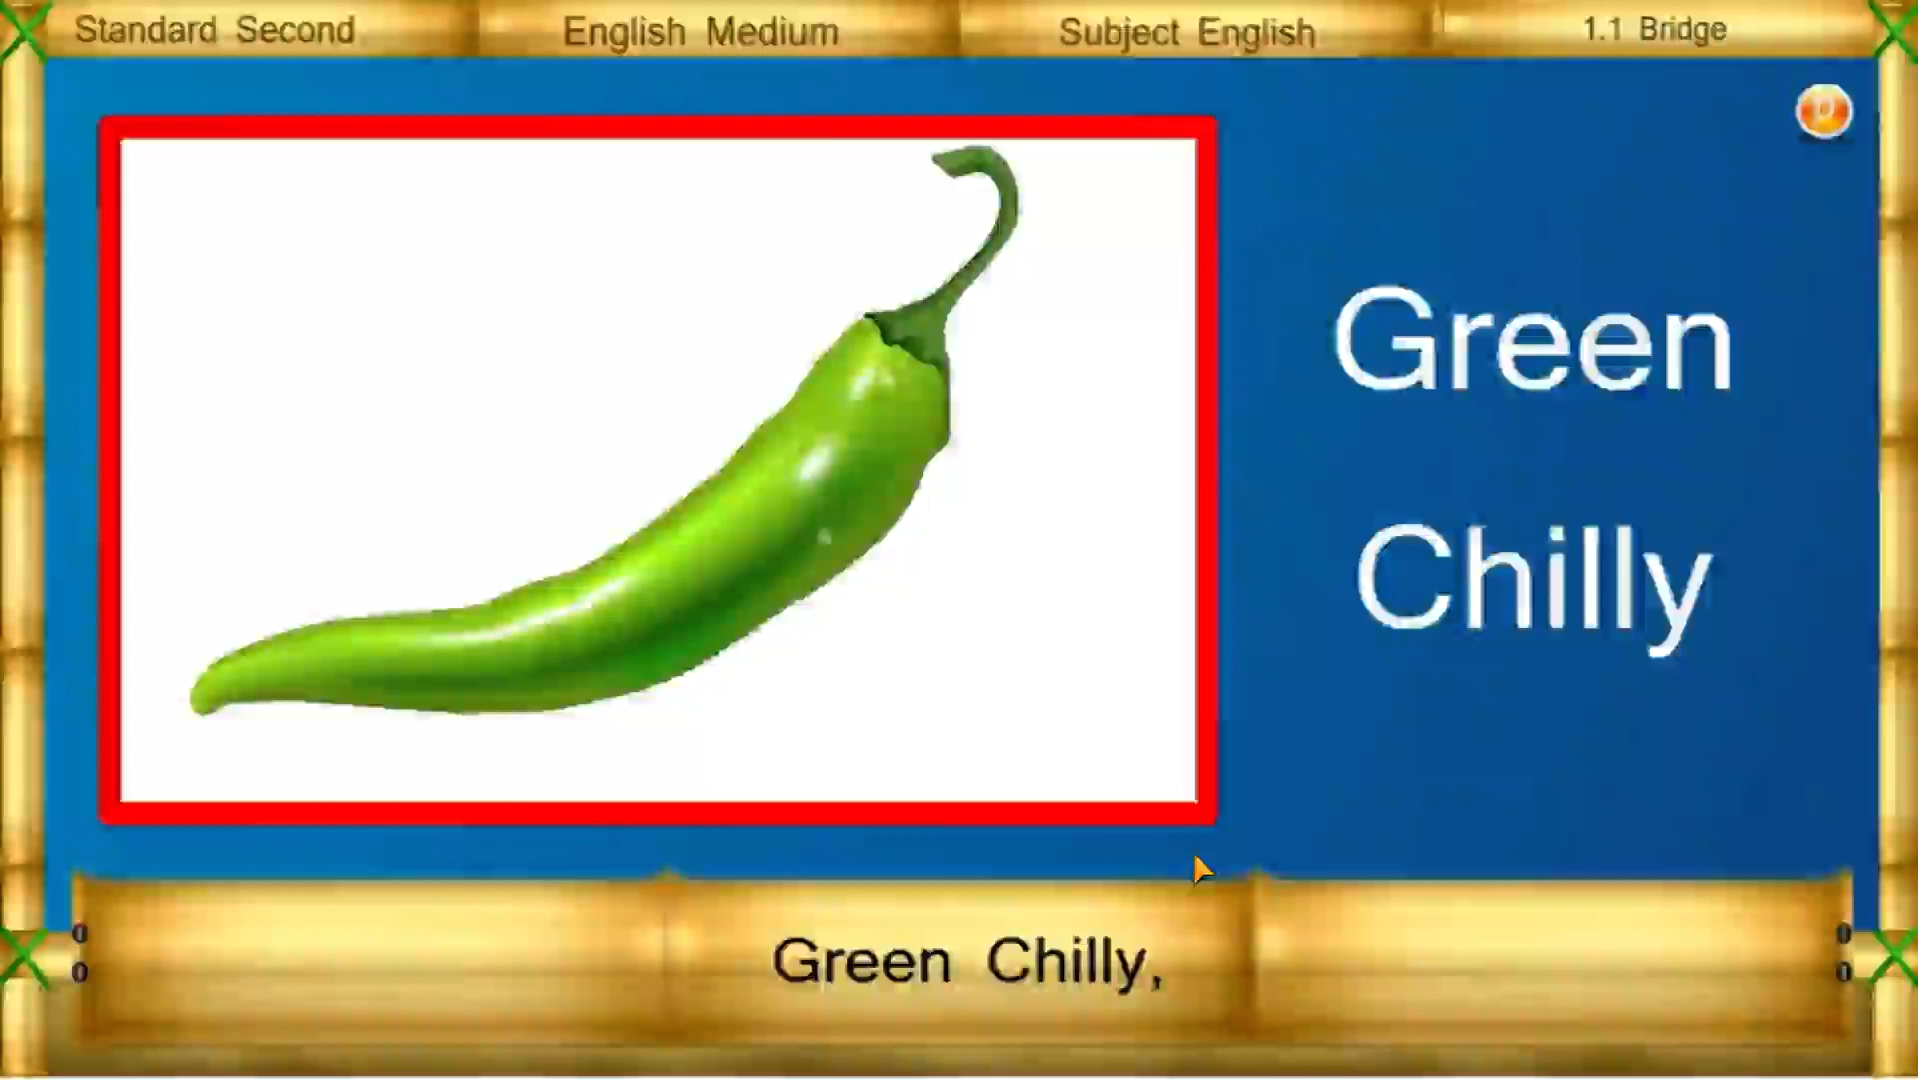 Standard Second
English Medium
Subject English
1.1 Bridge
Green
Chilly
Green Chilly,